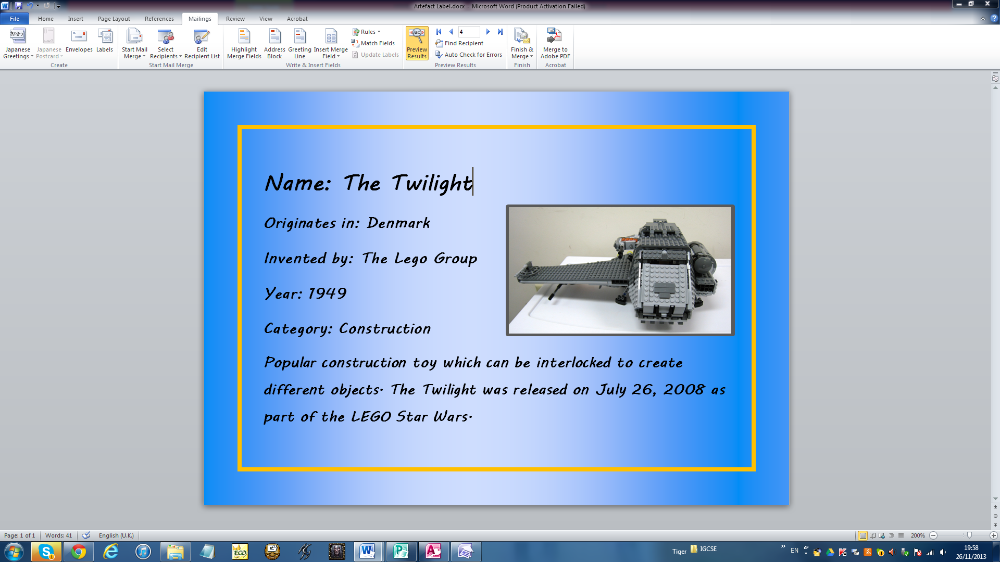 Artefact Label.docx - Microsoft Word (Product Activation Failed)
File Home Insert Page Layout References Mailings Review View Acrobat
Japanese Greetings
Japanese Postcard
Envelopes
Labels
Create
Start Mail Merge
Select Recipients
Edit Recipient List
Start Mail Merge
Highlight Merge Fields
Address Block
Greeting Line
Insert Merge Field
Rules
Match Fields
Update Labels
Write & Insert Fields
«ABC»
Preview Results
4
Find Recipient
Auto Check for Errors
Preview Results
Finish & Merge
Finish
Merge to Adobe PDF
Acrobat
Name: The Twilight
Originates in: Denmark
Invented by: The Lego Group
Year: 1949
Category: Construction
Popular construction toy which can be interlocked to create
different objects. The Twilight was released on July 26, 2008 as
part of the LEGO Star Wars.
Page: 1 of 1 Words: 41 English (U.K.) 200%
Tiger IGCSE EN 19:58
26/11/2013
ECO